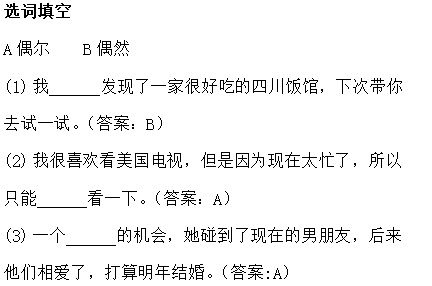 选词填空
A 偶尔 B 偶然
(1) 我______发现了一家很好吃的四川饭馆，下次带你
去试一试。（答案：B）
(2) 我很喜欢看美国电视，但是因为现在太忙了，所以
只能______看一下。（答案：A）
(3) 一个______的机会，她碰到了现在的男朋友，后来
他们相爱了，打算明年结婚。（答案:A）